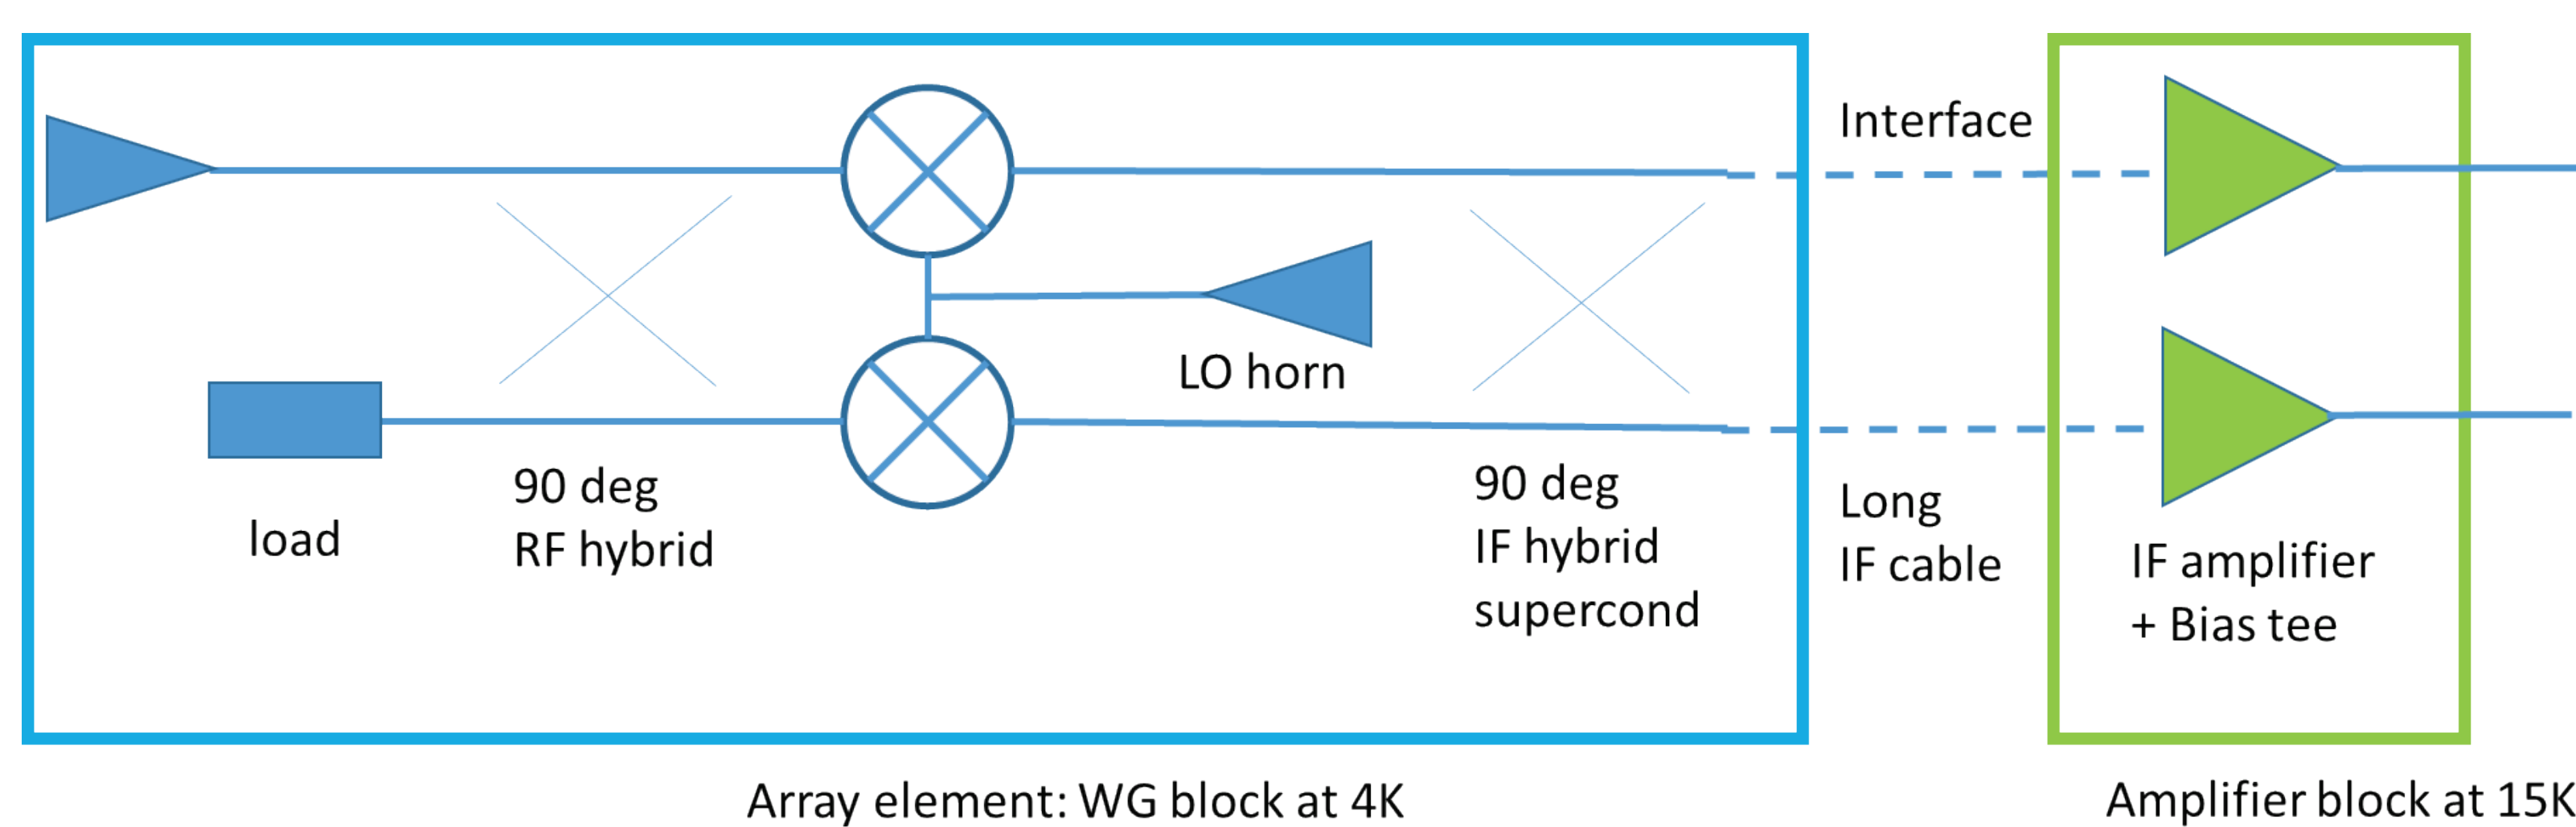 Interface
LO horn
load
90 deg
RF hybrid
90 deg
IF hybrid
supercond
Long
IF cable
IF amplifier
+ Bias tee
Array element: WG block at 4K
Amplifier block at 15K